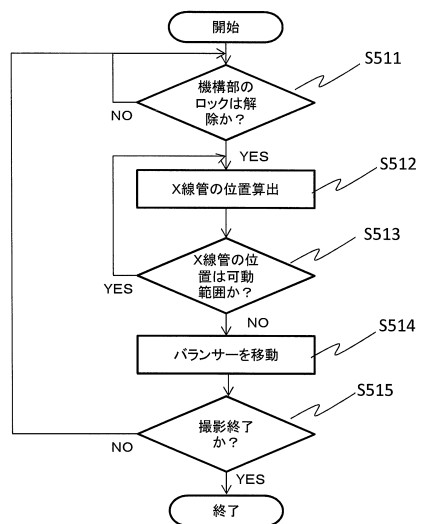 開始
機構部の
ロックは解
除か？
S511
NO
YES
X線管の位置算出
S512
X線管の位
置は可動
範囲か？
S513
YES
NO
バランサーを移動
S514
撮影終了
か？
S515
NO
YES
終了